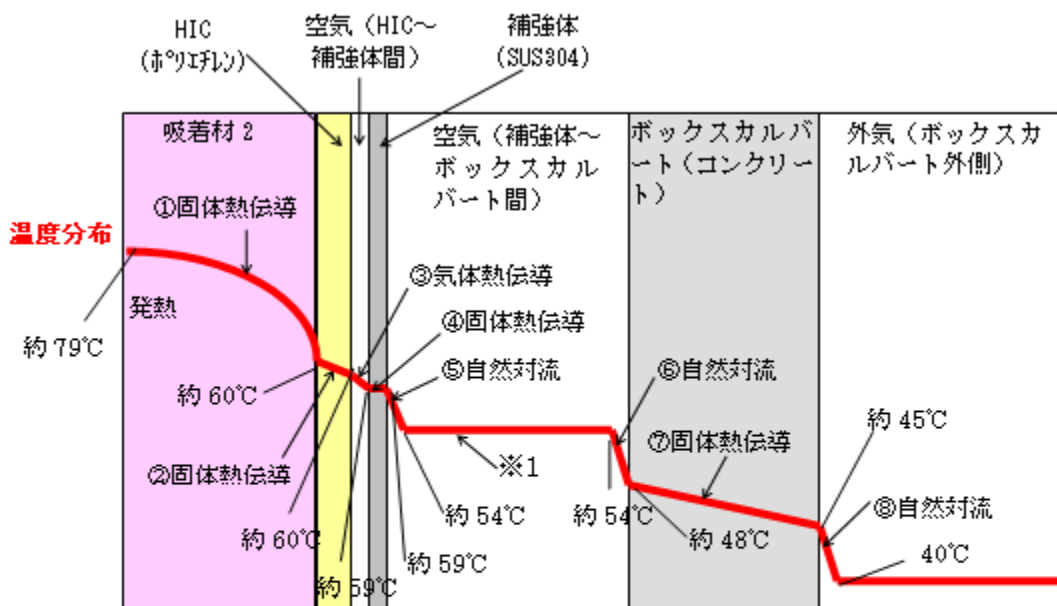 HIC
(ﾎﾟﾘｴﾁﾚﾝ)
空気（HIC～
補強体間）
補強体
(SUS304)
吸着材 2
空気（補強体～
ボックスカル
バート間）
ボックスカルバ
ート（コンクリー
ト）
外気（ボックスカ
ルバート外側）
①固体熱伝導
温度分布
③気体熱伝導
発熱
④固体熱伝導
約 79℃
⑤自然対流
⑥自然対流
約 60℃
約 45℃
⑦固体熱伝導
②固体熱伝導
※1
⑧自然対流
約 54℃
約 54℃
約 60℃
約 48℃
約 59℃
約 59℃
40℃